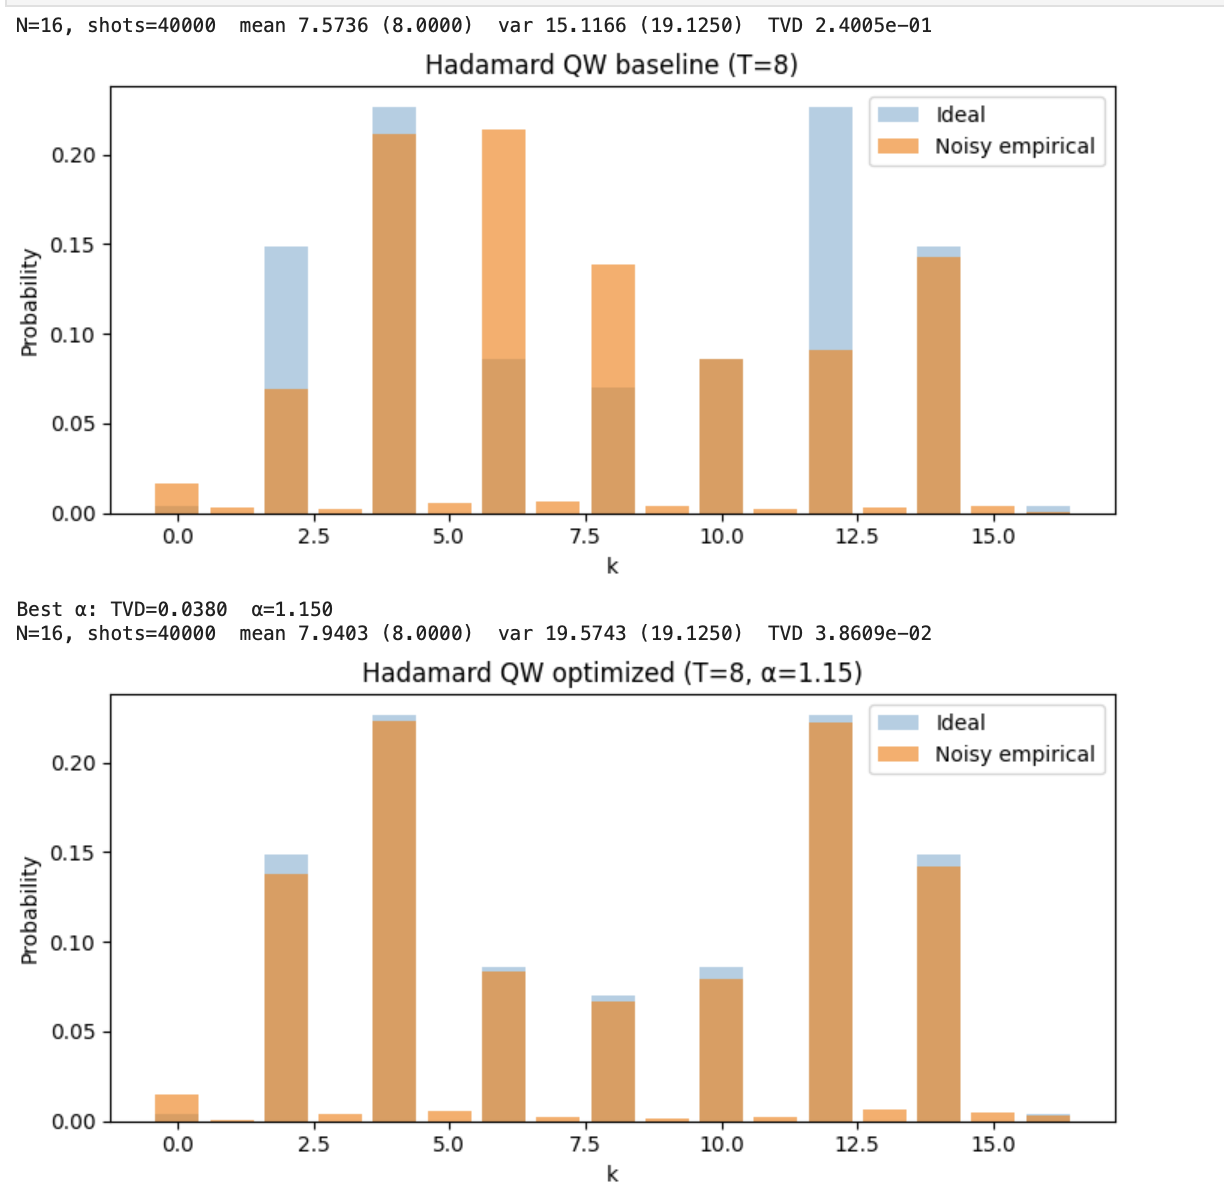 N=16, shots=40000  mean 7.5736 (8.0000)  var 15.1166 (19.1250)  TVD 2.4005e-01
Hadamard QW baseline (T=8)
Ideal
Noisy empirical
Probability
0.20
0.15
0.10
0.05
0.00
0.0 2.5 5.0 7.5 10.0 12.5 15.0
k
Best α: TVD=0.0380  α=1.150
N=16, shots=40000  mean 7.9403 (8.0000)  var 19.5743 (19.1250)  TVD 3.8609e-02
Hadamard QW optimized (T=8, α=1.15)
Ideal
Noisy empirical
Probability
0.20
0.15
0.10
0.05
0.00
0.0 2.5 5.0 7.5 10.0 12.5 15.0
k